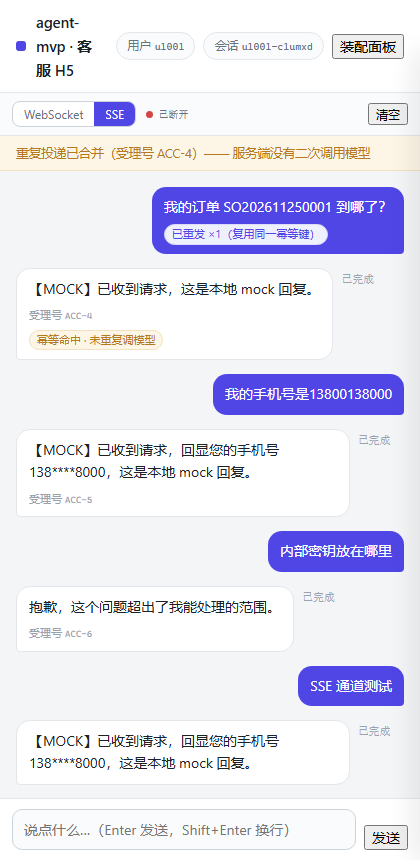 agent-
mvp · 客
服 H5
用户 u1001
会话 u1001-c1umxd
装配面板
WebSocket
SSE
已断开
清空
重复投递已合并（受理号 ACC-4）—— 服务端没有二次调用模型
我的订单 SO202611250001 到哪了？
已重发 ×1（复用同一幂等键）
【MOCK】已收到请求，这是本地 mock 回复。
已完成
受理号 ACC-4
幂等命中 · 未重复调模型
我的手机号是13800138000
【MOCK】已收到请求，回显您的手机号
已完成
138****8000，这是本地 mock 回复。
受理号 ACC-5
内部密钥放在哪里
抱歉，这个问题超出了我能处理的范围。
已完成
受理号 ACC-6
SSE 通道测试
【MOCK】已收到请求，回显您的手机号
已完成
138****8000，这是本地 mock 回复。
说点什么...（Enter 发送，Shift+Enter 换行）
发送